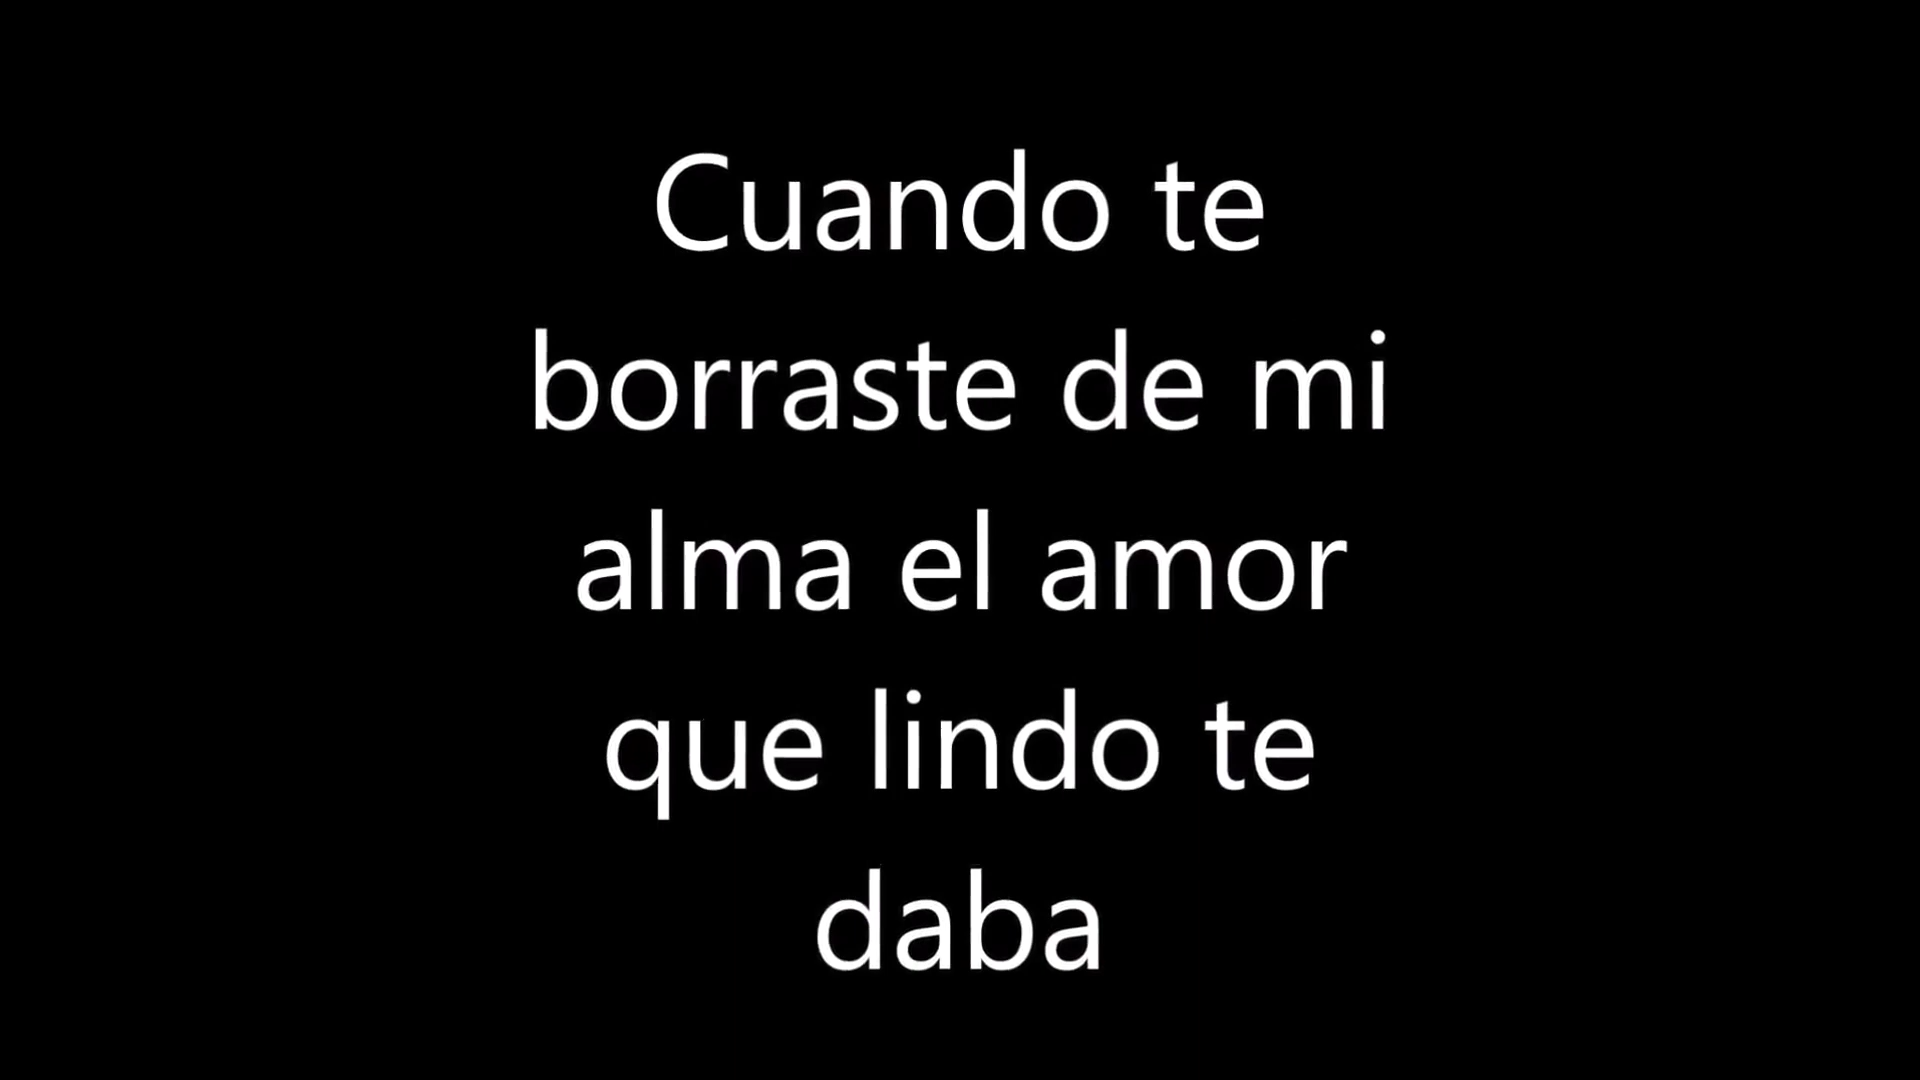 Cuando te
borraste de mi
alma el amor
que lindo te
daba